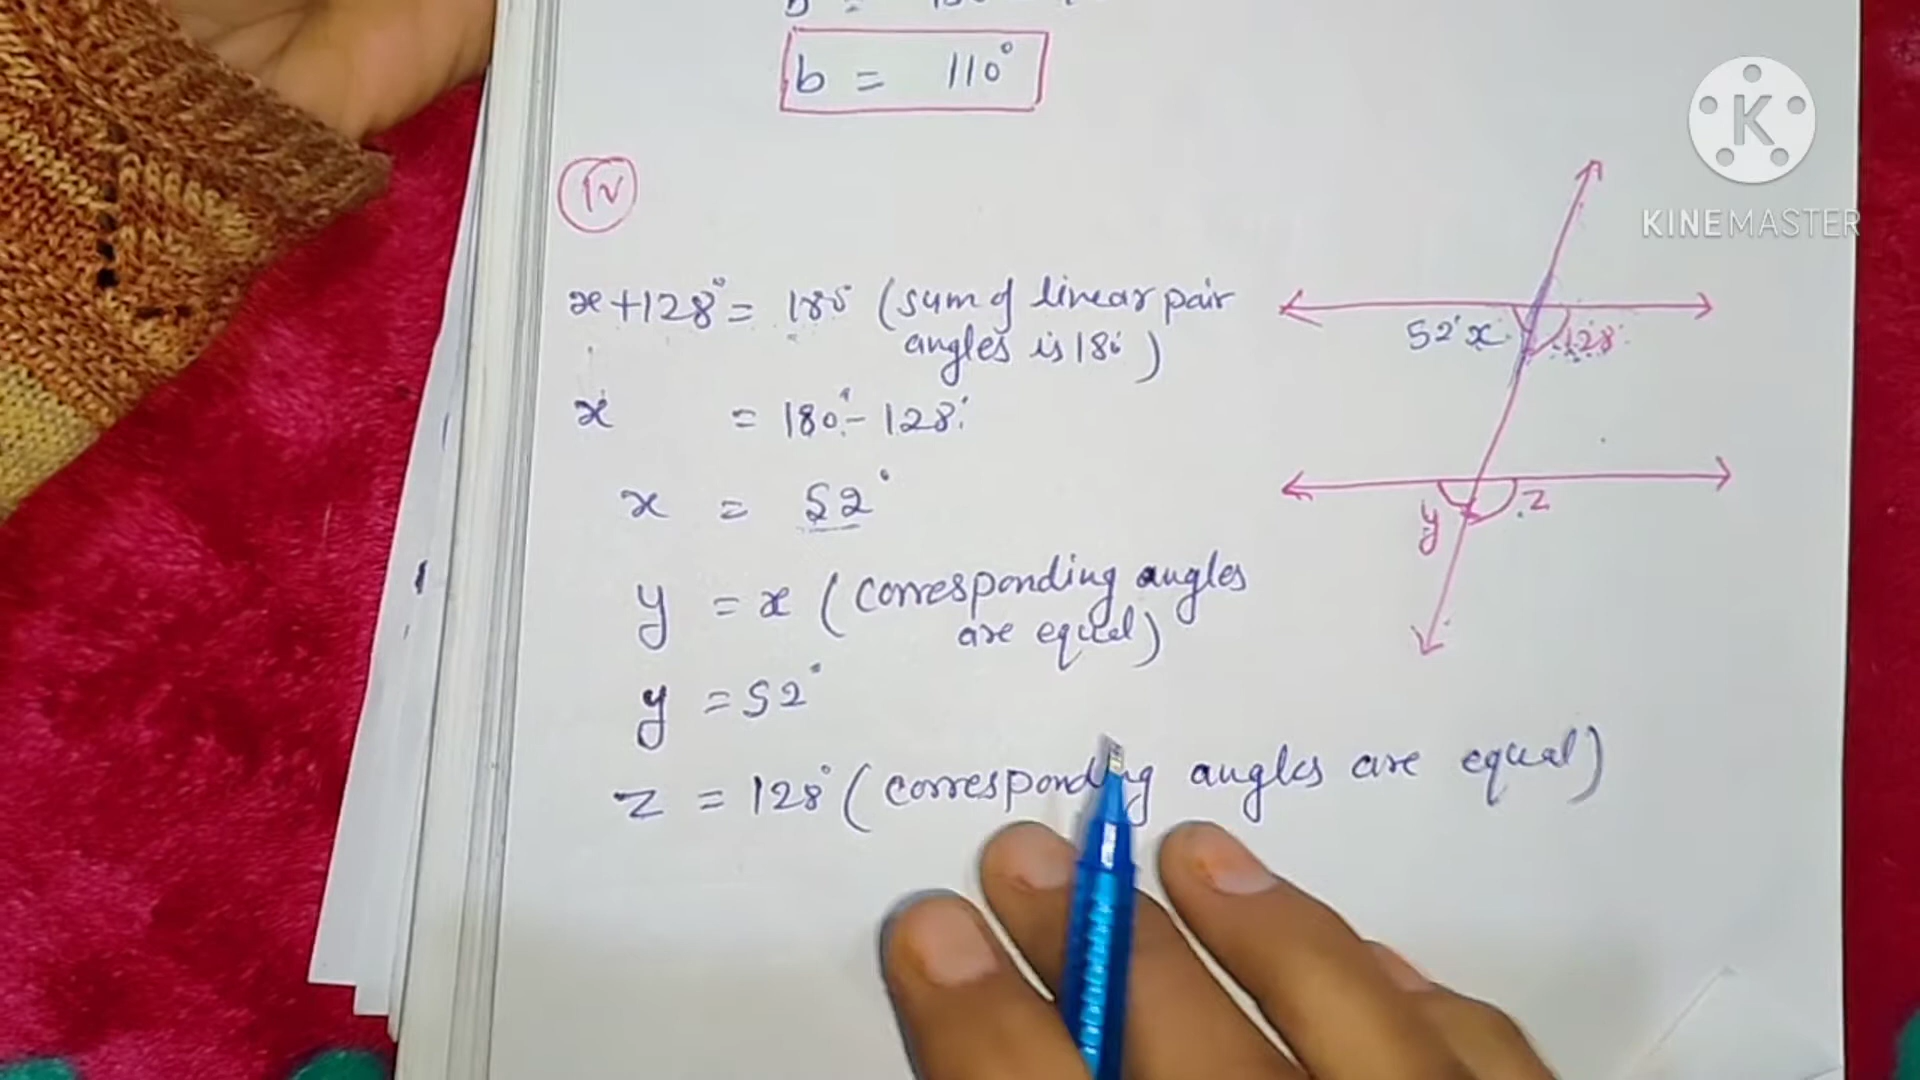 b = 110°
K
KINEMASTER
IV
x+128° = 180° (sum of linear pair
angles is 180°)
52° x 128°
x = 180° - 128°
x = 52°
y z
y = x (corresponding angles
are equal)
y = 52°
z = 128° (corresponding angles are equal)